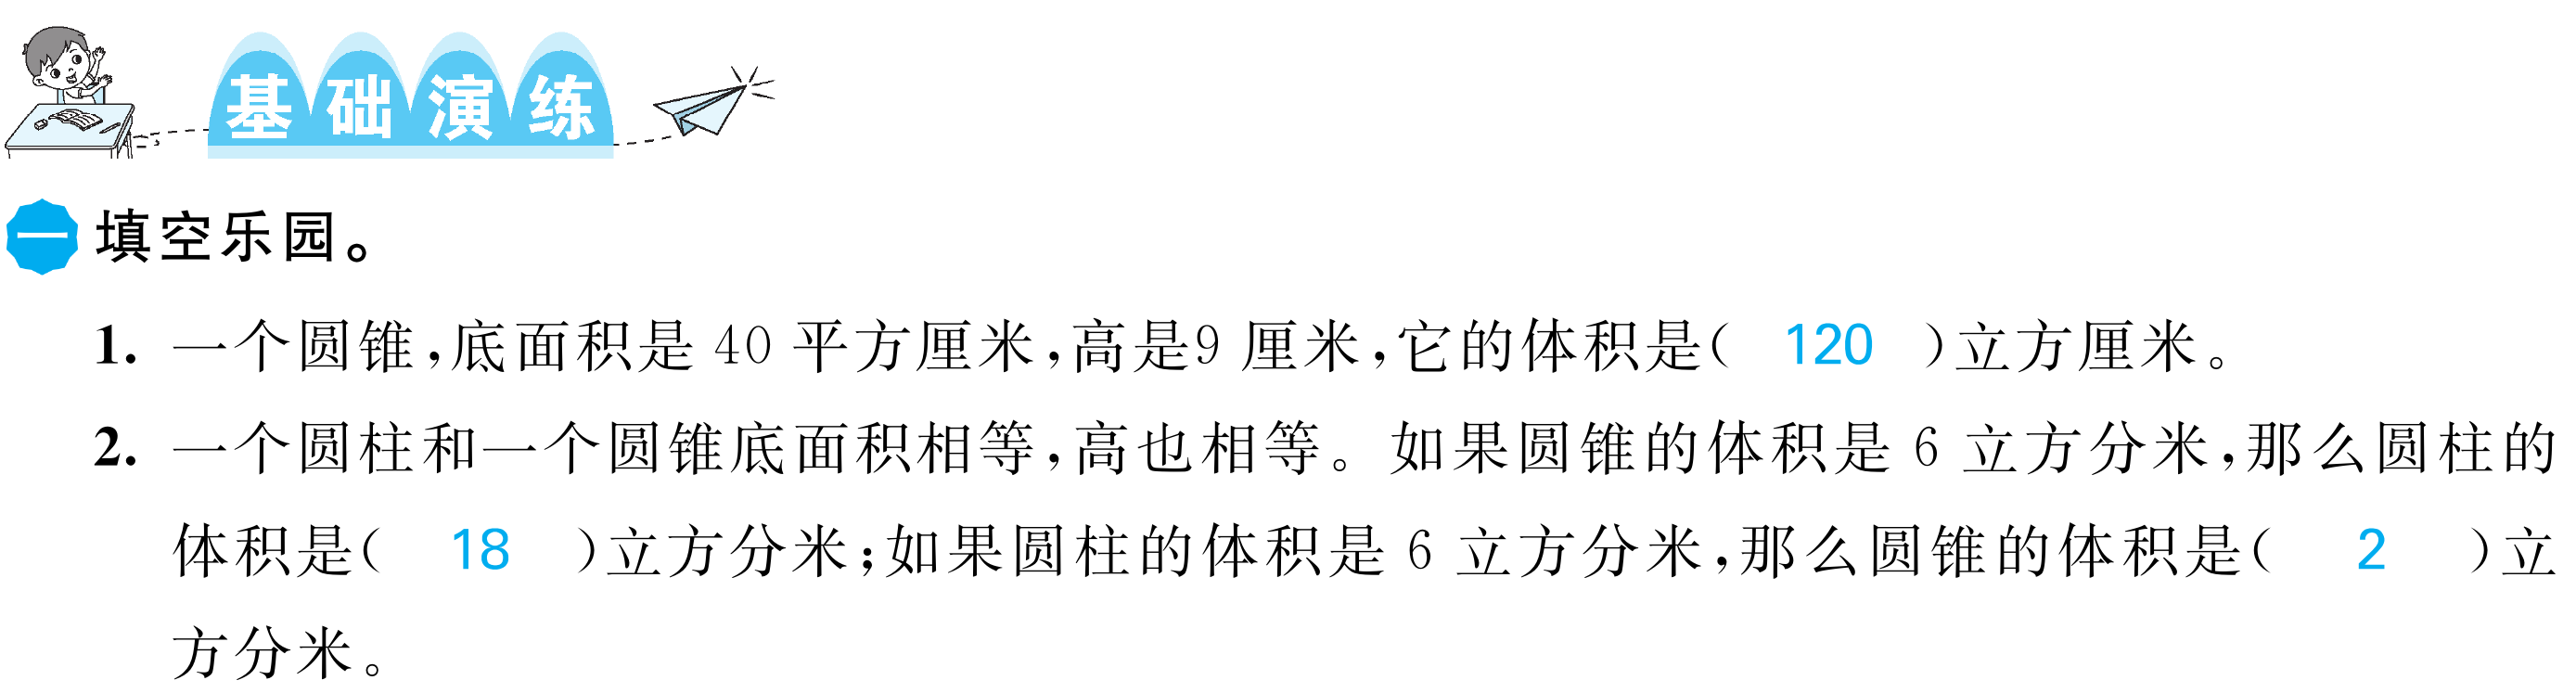 基础演练
一 填空乐园。
1. 一个圆锥,底面积是 40 平方厘米,高是9 厘米,它的体积是( 120 )立方厘米。
2. 一个圆柱和一个圆锥底面积相等,高也相等。如果圆锥的体积是 6 立方分米,那么圆柱的
体积是( 18 )立方分米;如果圆柱的体积是 6 立方分米,那么圆锥的体积是( 2 )立
方分米。